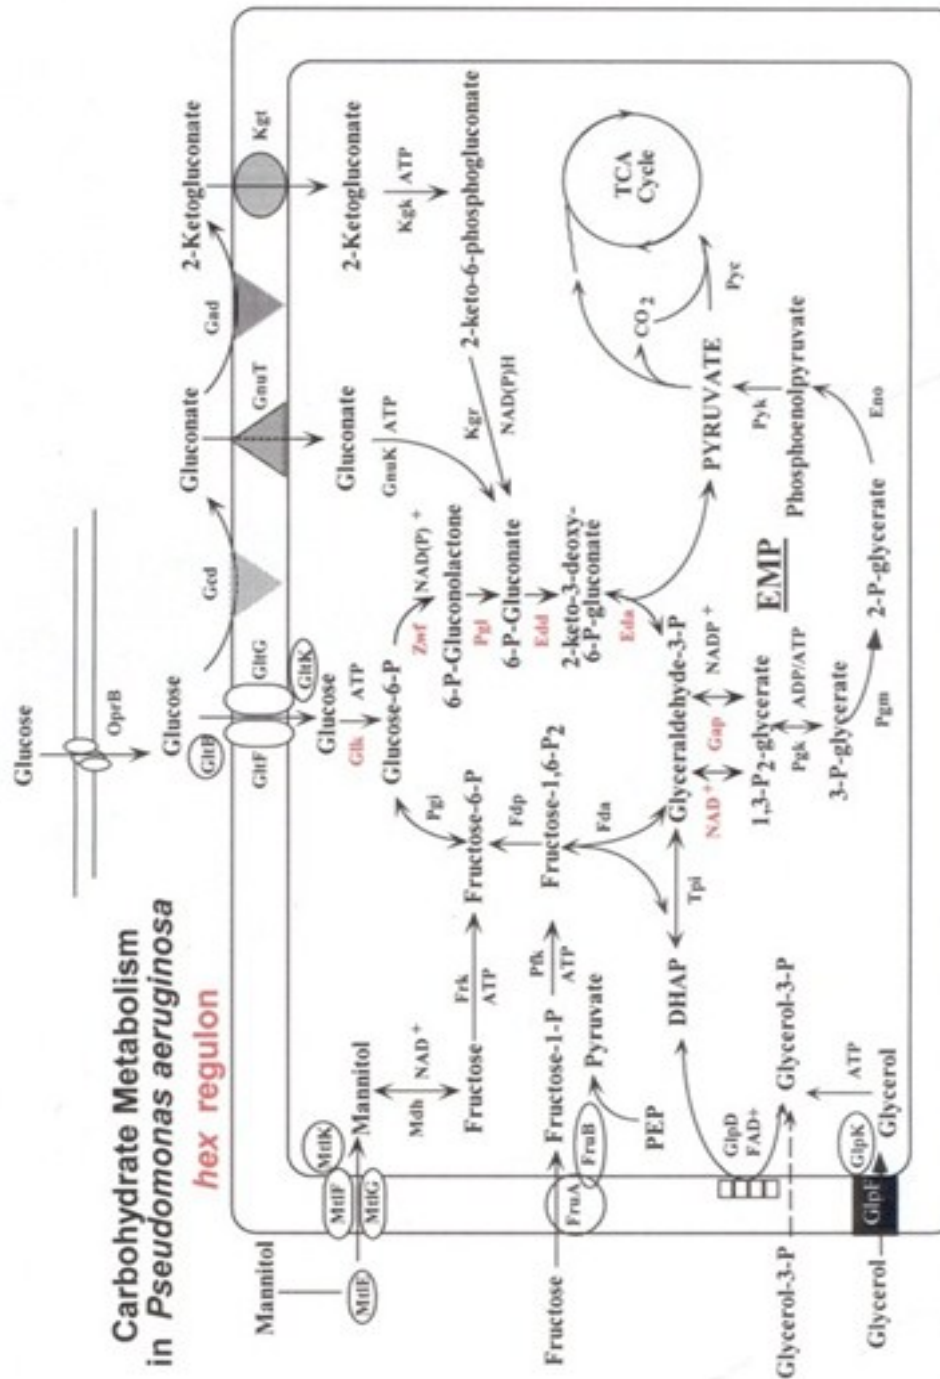 Carbohydrate Metabolism
in Pseudomonas aeruginosa
hex regulon
Glucose
OprB
Glucose
Gcd
Gluconate
Gad
2-Ketogluconate
GltF
GltG
GltK
GnuT
Kgt
Glucose
Glk
ATP
Glucose-6-P
Gluconate
GnuK
ATP
2-Ketogluconate
Kgk
ATP
2-keto-6-phosphogluconate
Kgr
NAD(P)H
Zwf
NAD(P)+
6-P-Gluconolactone
Pgl
6-P-Gluconate
Edd
2-keto-3-deoxy-
6-P-gluconate
Eda
Mannitol
MtlF
MtlG
MtlK
Mannitol
Mdh
NAD+
Fructose
Frk
ATP
Fructose-6-P
Pgi
Fdp
Fructose
FruA
FruB
Fructose-1-P
Pfk
ATP
Fructose-1,6-P2
Fda
PEP
Pyruvate
DHAP
Tpi
Glyceraldehyde-3-P
NAD+
Gap
NADP+
1,3-P2-glycerate
Pgk
ADP/ATP
3-P-glycerate
Pgm
2-P-glycerate
Eno
EMP
Phosphoenolpyruvate
Pyk
PYRUVATE
CO2
Pyc
TCA
Cycle
GlpD
FAD+
Glycerol-3-P
Glycerol-3-P
Glycerol
GlpF
GlpK
Glycerol
ATP